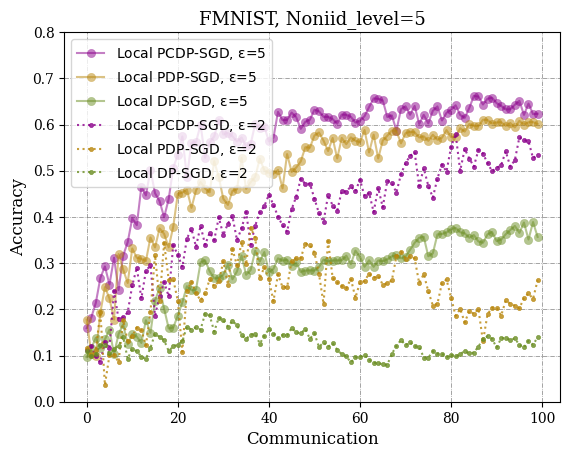 FMNIST, Noniid_level=5
0.8
0.7
0.6
0.5
0.4
0.3
0.2
0.1
0.0
Accuracy
Local PCDP-SGD, ε=5
Local PDP-SGD, ε=5
Local DP-SGD, ε=5
Local PCDP-SGD, ε=2
Local PDP-SGD, ε=2
Local DP-SGD, ε=2
0 20 40 60 80 100
Communication